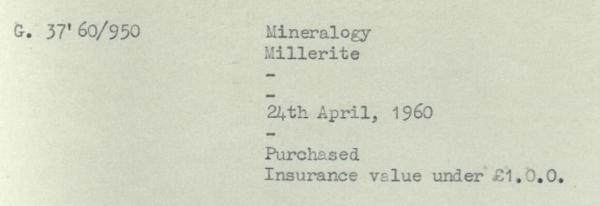 G. 37'60/950 Mineralogy
Millerite
-
-
24th April, 1960
-
Purchased
Insurance value under £1.0.0.